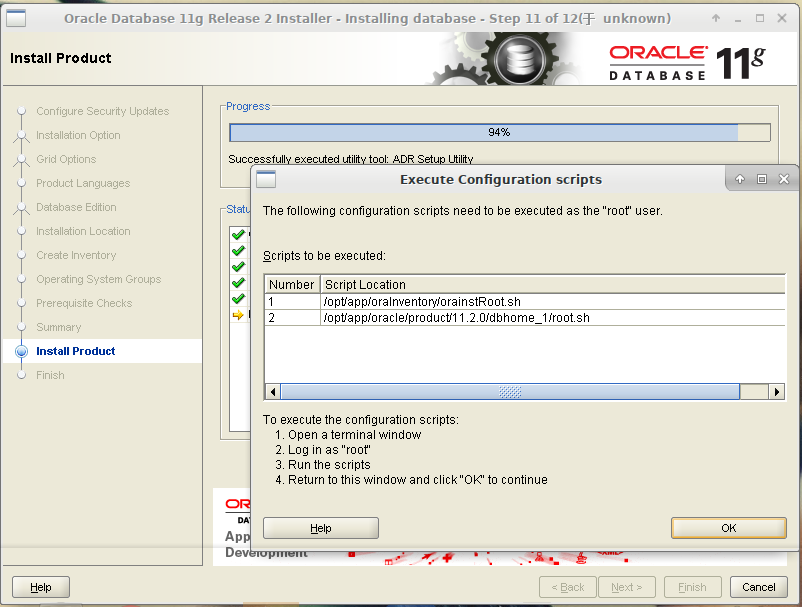 Oracle Database 11g Release 2 Installer - Installing database - Step 11 of 12(于 unknown)
Install Product
ORACLE
DATABASE
11g
Configure Security Updates
Installation Option
Grid Options
Product Languages
Database Edition
Installation Location
Create Inventory
Operating System Groups
Prerequisite Checks
Summary
Install Product
Finish
Progress
94%
Successfully executed utility tool: ADR Setup Utility
Execute Configuration scripts
The following configuration scripts need to be executed as the "root" user.
Scripts to be executed:
Number Script Location
1 /opt/app/oraInventory/orainstRoot.sh
2 /opt/app/oracle/product/11.2.0/dbhome_1/root.sh
To execute the configuration scripts:
1. Open a terminal window
2. Log in as "root"
3. Run the scripts
4. Return to this window and click "OK" to continue
Help OK
Development
Help < Back Next > Finish Cancel